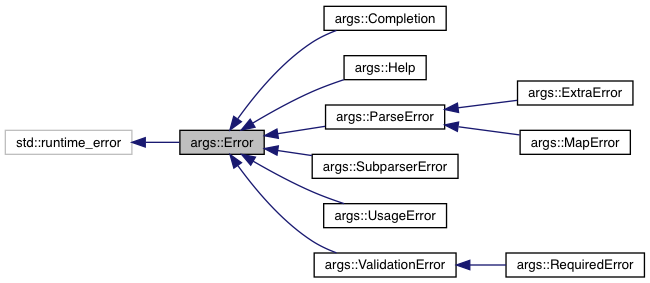 args::Completion
args::Help
args::ExtraError
args::ParseError
std::runtime_error
args::Error
args::MapError
args::SubparserError
args::UsageError
args::ValidationError
args::RequiredError